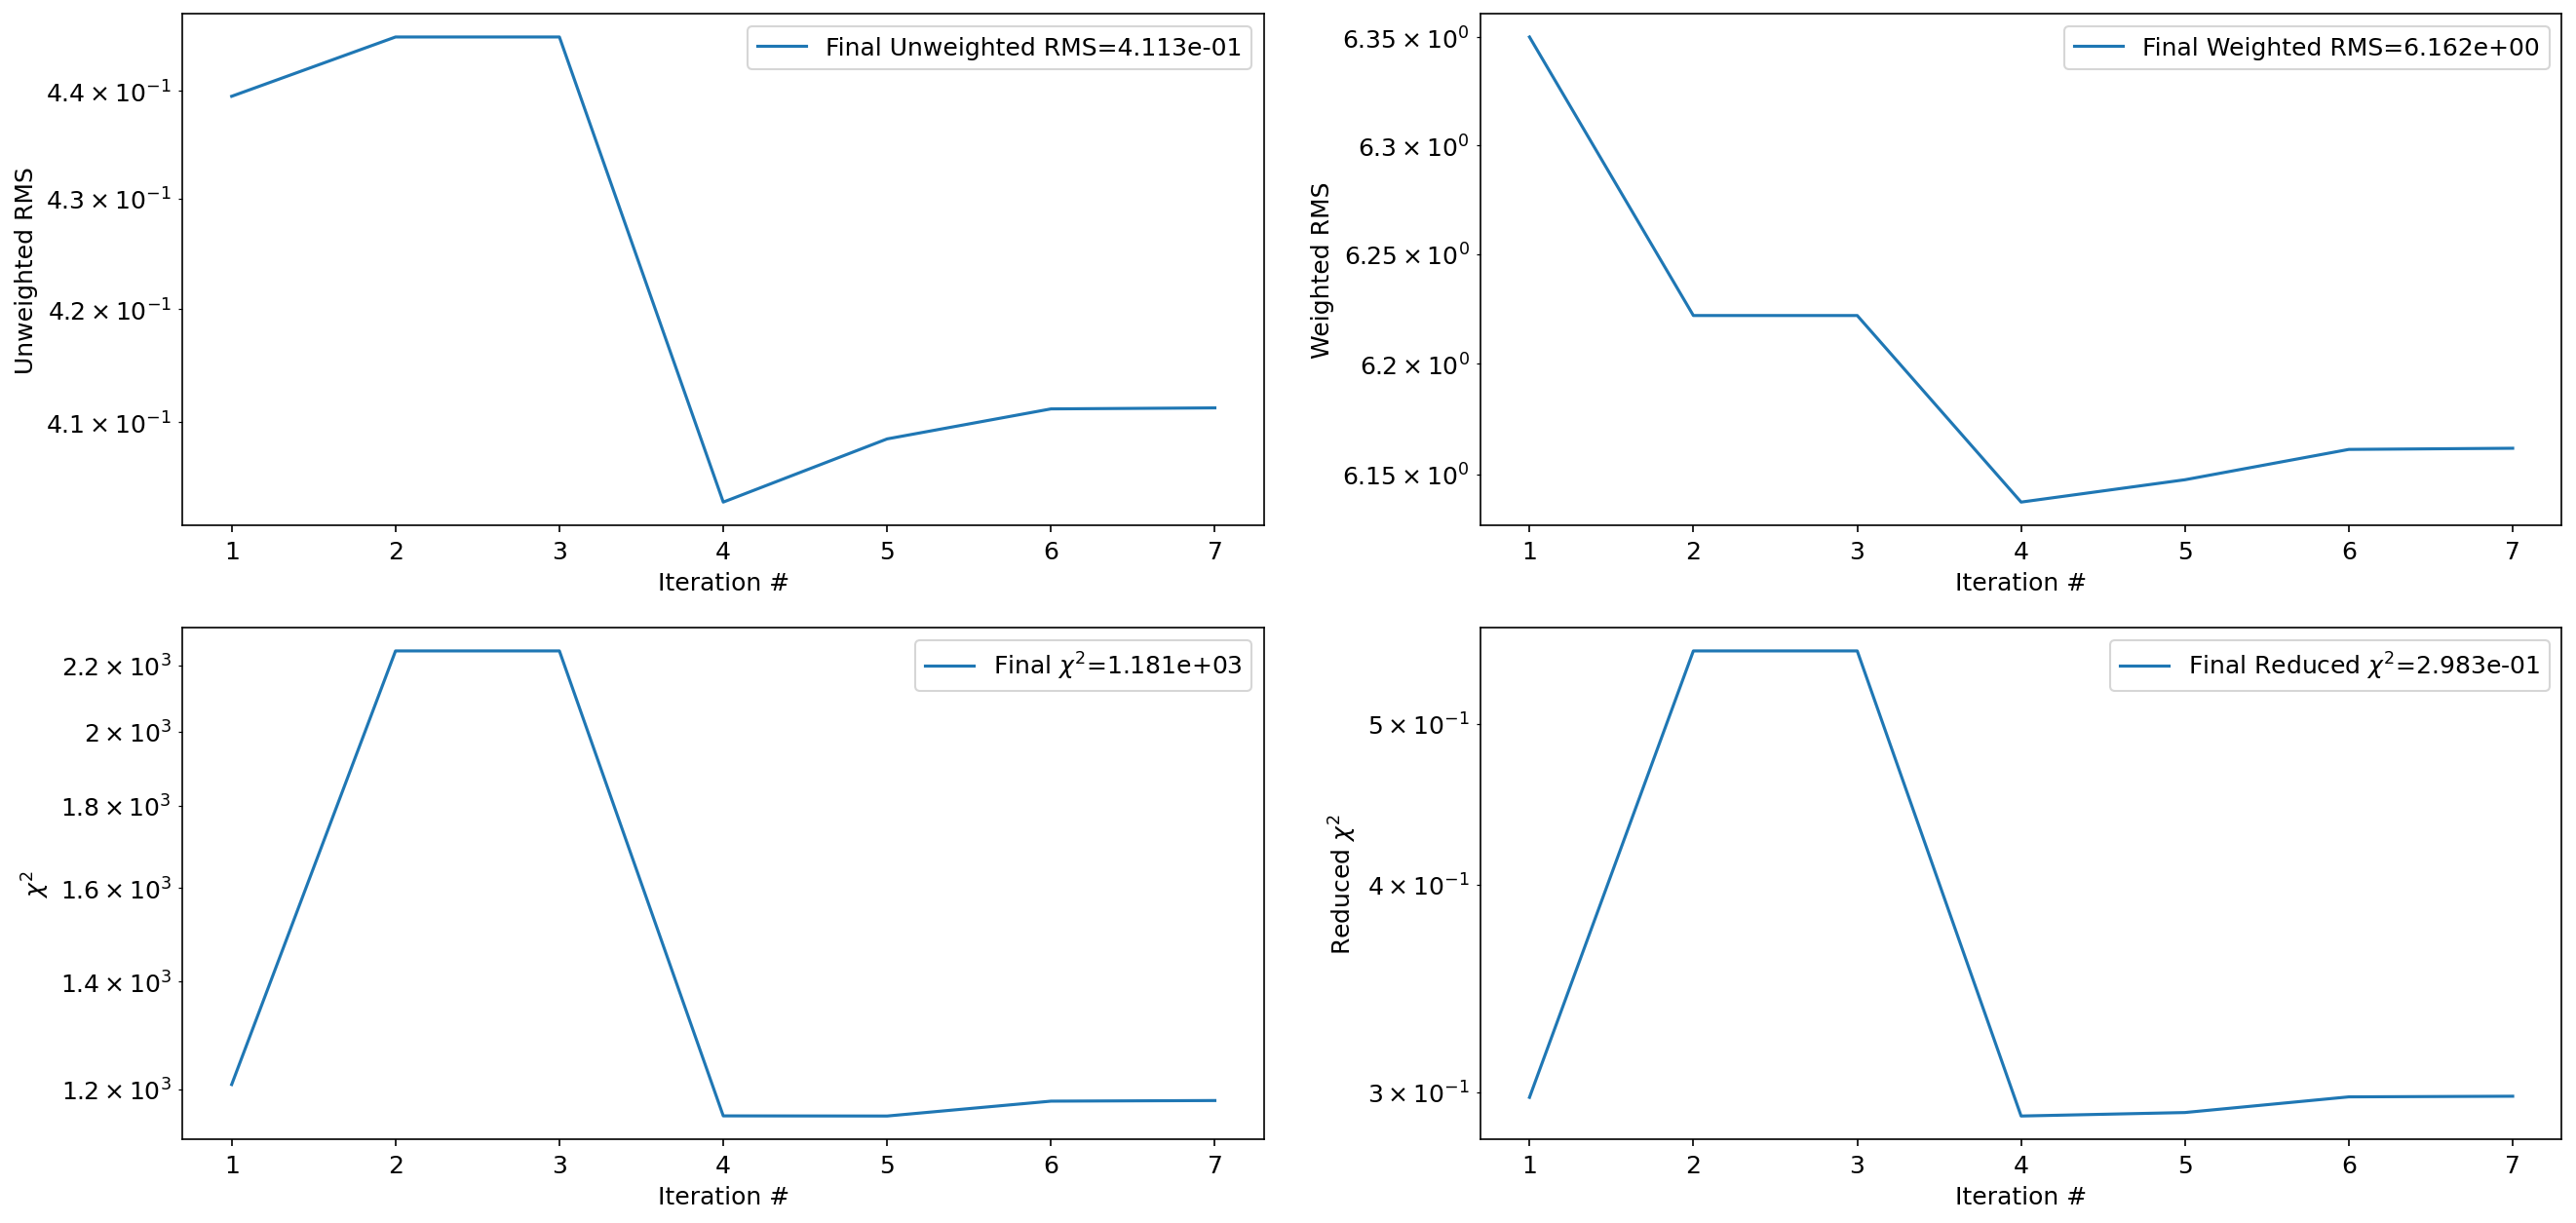 Final Unweighted RMS=4.113e-01
4.4 × 10⁻¹
4.3 × 10⁻¹
4.2 × 10⁻¹
4.1 × 10⁻¹
Unweighted RMS
1 2 3 4 5 6 7
Iteration #
Final Weighted RMS=6.162e+00
6.35 × 10⁰
6.3 × 10⁰
6.25 × 10⁰
6.2 × 10⁰
6.15 × 10⁰
Weighted RMS
1 2 3 4 5 6 7
Iteration #
Final χ²=1.181e+03
2.2 × 10³
2 × 10³
1.8 × 10³
1.6 × 10³
1.4 × 10³
1.2 × 10³
χ²
1 2 3 4 5 6 7
Iteration #
Final Reduced χ²=2.983e-01
5 × 10⁻¹
4 × 10⁻¹
3 × 10⁻¹
Reduced χ²
1 2 3 4 5 6 7
Iteration #